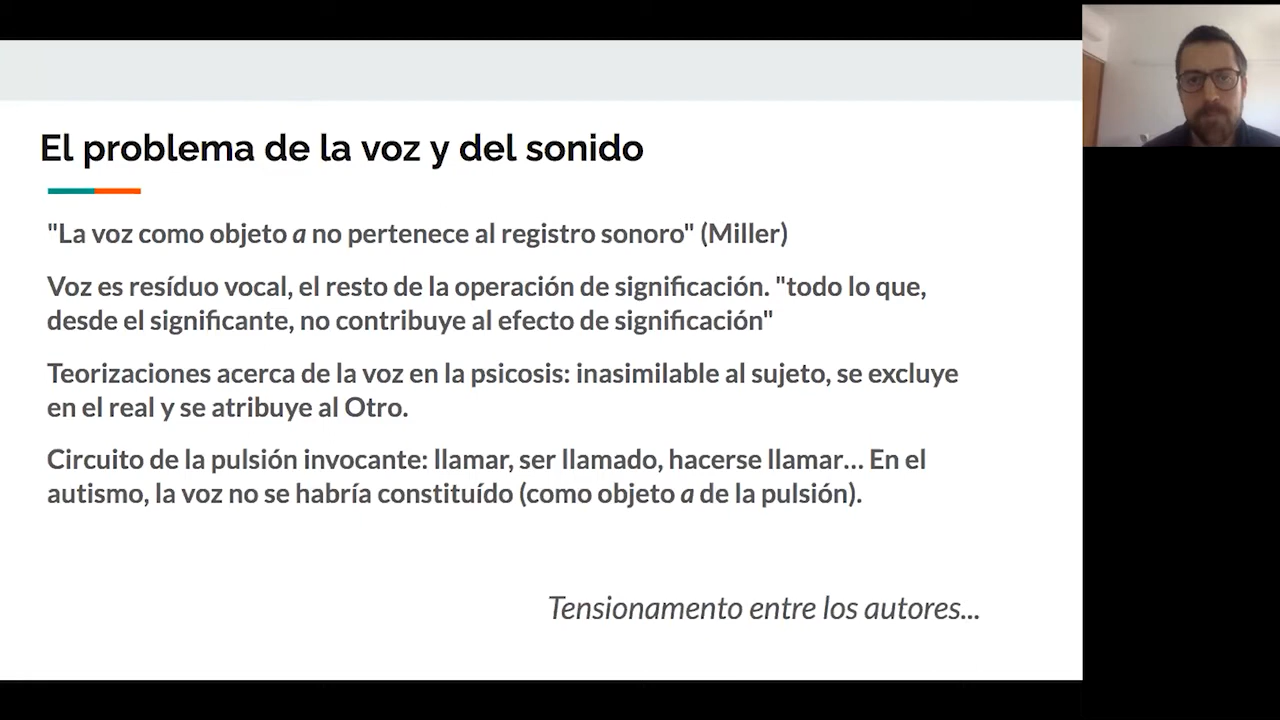 El problema de la voz y del sonido
"La voz como objeto a no pertenece al registro sonoro" (Miller)
Voz es resíduo vocal, el resto de la operación de significación. "todo lo que,
desde el significante, no contribuye al efecto de significación"
Teorizaciones acerca de la voz en la psicosis: inasimilable al sujeto, se excluye
en el real y se atribuye al Otro.
Circuito de la pulsión invocante: llamar, ser llamado, hacerse llamar... En el
autismo, la voz no se habría constituído (como objeto a de la pulsión).
Tensionamento entre los autores...